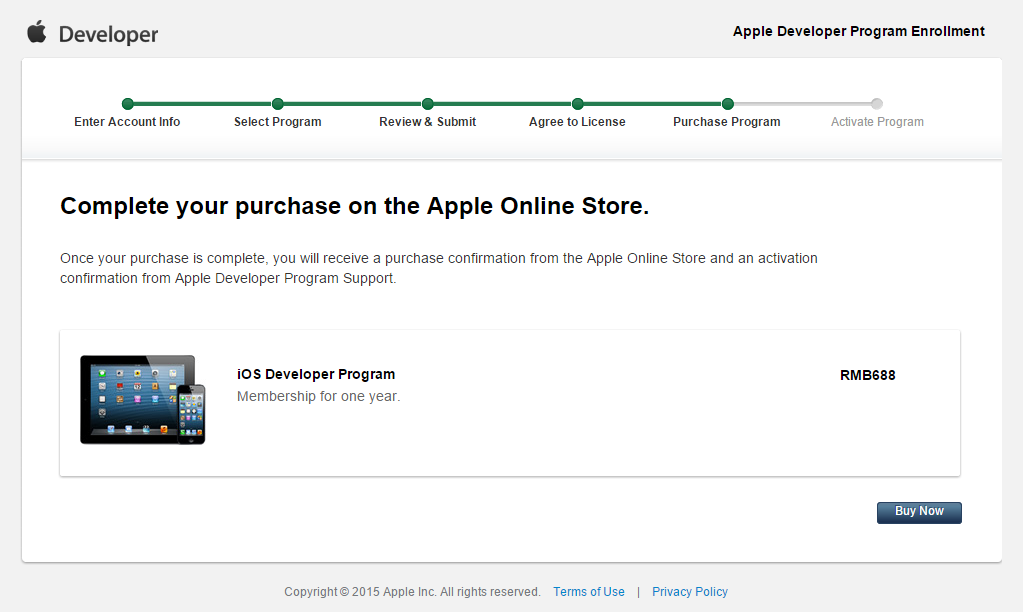 Developer
Apple Developer Program Enrollment
Enter Account Info
Select Program
Review & Submit
Agree to License
Purchase Program
Activate Program
Complete your purchase on the Apple Online Store.
Once your purchase is complete, you will receive a purchase confirmation from the Apple Online Store and an activation
confirmation from Apple Developer Program Support.
iOS Developer Program
RMB688
Membership for one year.
Buy Now
Copyright © 2015 Apple Inc. All rights reserved. Terms of Use | Privacy Policy